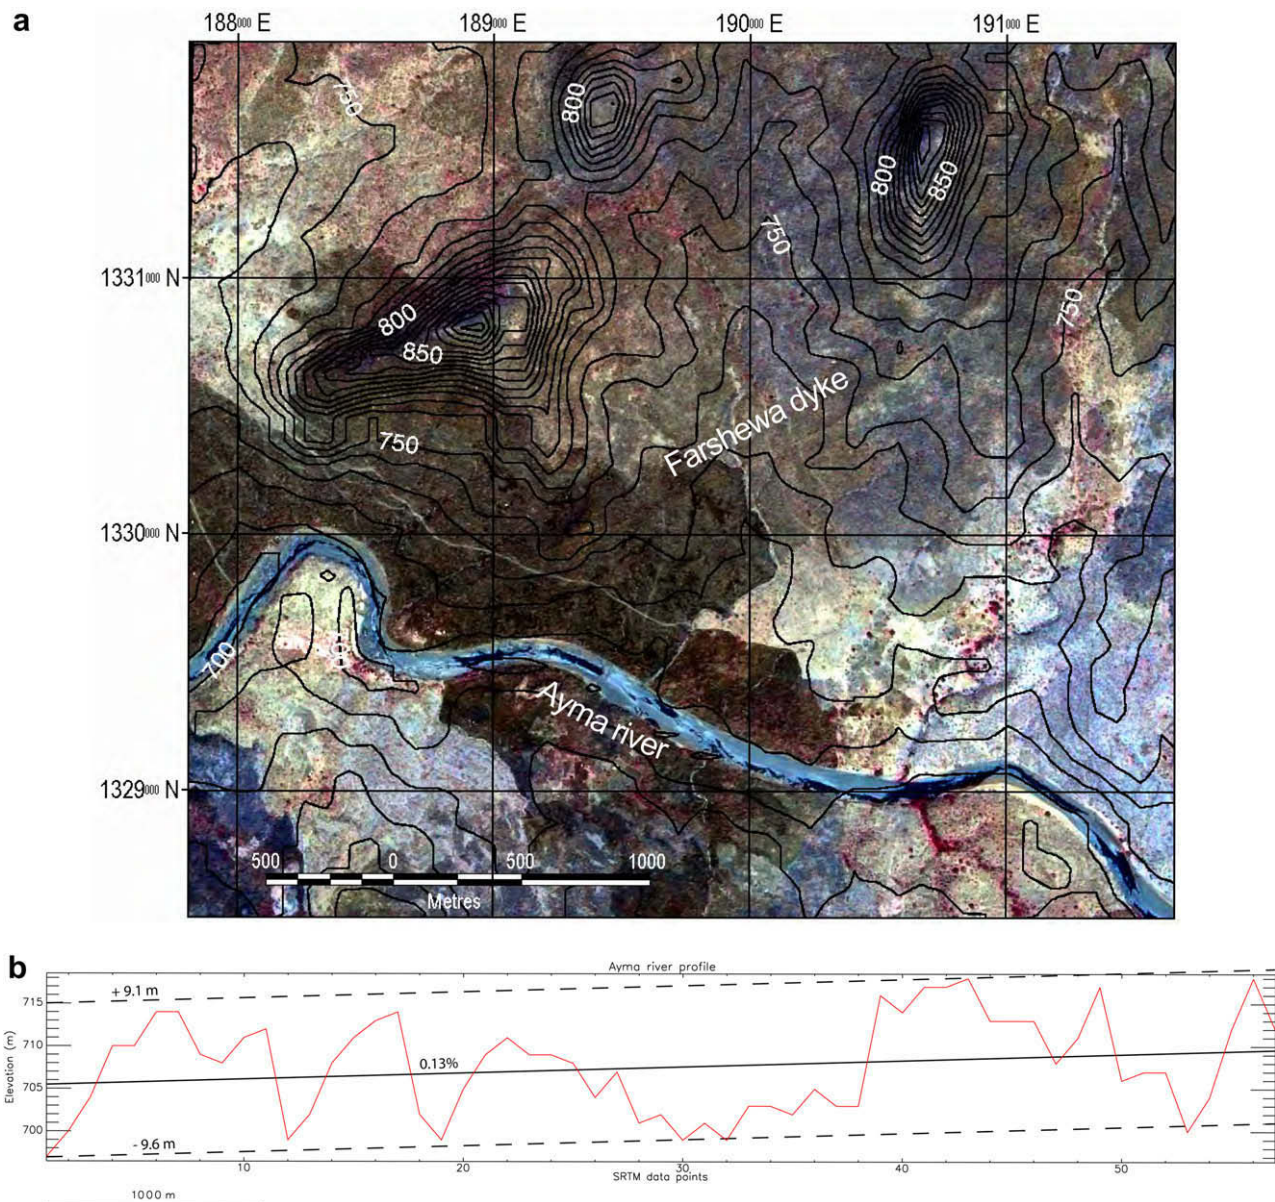 a
188000 E 189000 E 190000 E 191000 E
750
800
800
850
750
1331000 N
750
800
850
Farshewa dyke
750
1330000 N
700
Ayma river
1329000 N
500 0 500 1000
Metres
b
Ayma river profile
+ 9.1 m
715
710
0.13%
705
700
- 9.6 m
Elevation (m)
10 20 30 40 50
SRTM data points
1000 m